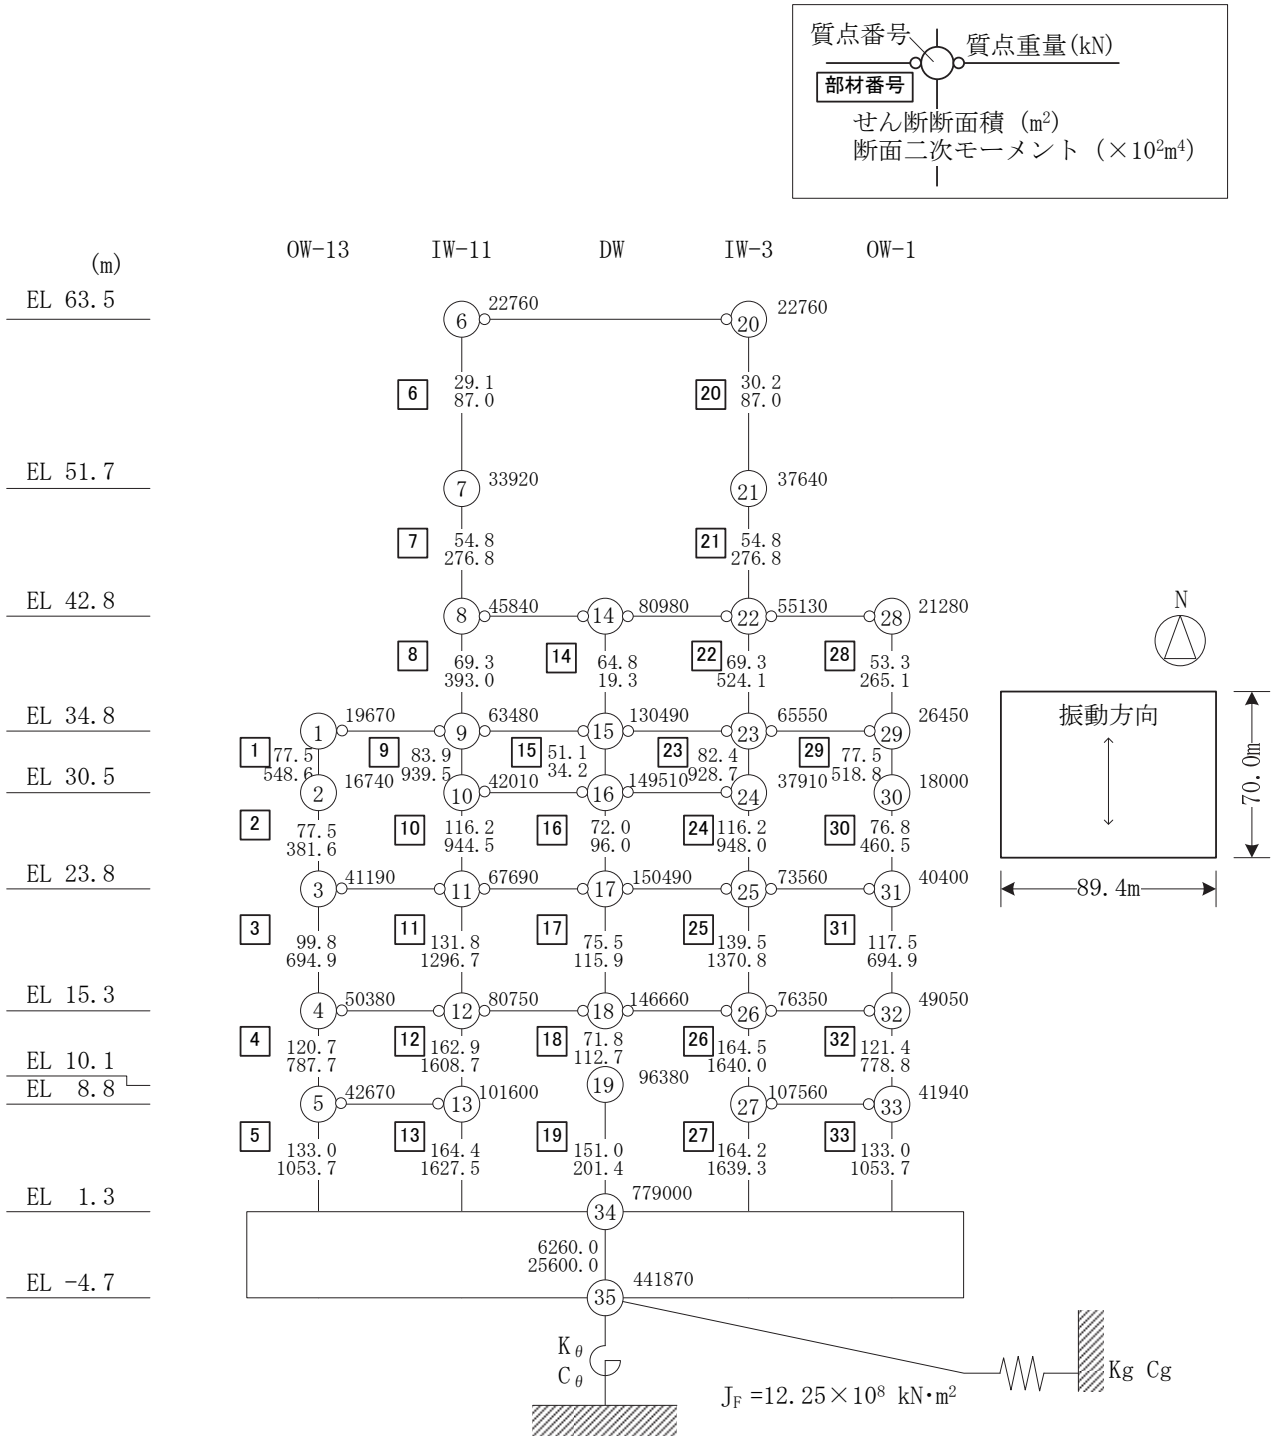 質点番号
質点重量(kN)
部材番号
せん断断面積 (m²)
断面二次モーメント (×10²m⁴)
OW-13 IW-11 DW IW-3 OW-1
(m)
EL 63.5
6 22760 20 22760
6 29.1 20 30.2
87.0 87.0
EL 51.7
7 33920 21 37640
7 54.8 21 54.8
276.8 276.8
EL 42.8
8 45840 14 80980 22 55130 28 21280
8 69.3 14 64.8 22 69.3 28 53.3
393.0 19.3 524.1 265.1
N
振動方向
70.0m
89.4m
EL 34.8
1 19670 9 63480 15 130490 23 65550 29 26450
1 77.5 9 83.9 15 51.1 23 82.4 29 77.5
548.6 939.5 34.2 928.7 518.8
EL 30.5
2 16740 10 42010 16 149510 24 37910 30 18000
2 77.5 10 116.2 16 72.0 24 116.2 30 76.8
381.6 944.5 96.0 948.0 460.5
EL 23.8
3 41190 11 67690 17 150490 25 73560 31 40400
3 99.8 11 131.8 17 75.5 25 139.5 31 117.5
694.9 1296.7 115.9 1370.8 694.9
EL 15.3
4 50380 12 80750 18 146660 26 76350 32 49050
4 120.7 12 162.9 18 71.8 26 164.5 32 121.4
787.7 1608.7 112.7 1640.0 778.8
EL 10.1
19 96380
EL 8.8
5 42670 13 101600 27 107560 33 41940
5 133.0 13 164.4 19 151.0 27 164.2 33 133.0
1053.7 1627.5 201.4 1639.3 1053.7
EL 1.3
34 779000
6260.0
25600.0
EL -4.7
35 441870
Kθ
Cθ
Kg Cg
J_F =12.25×10⁸ kN·m²